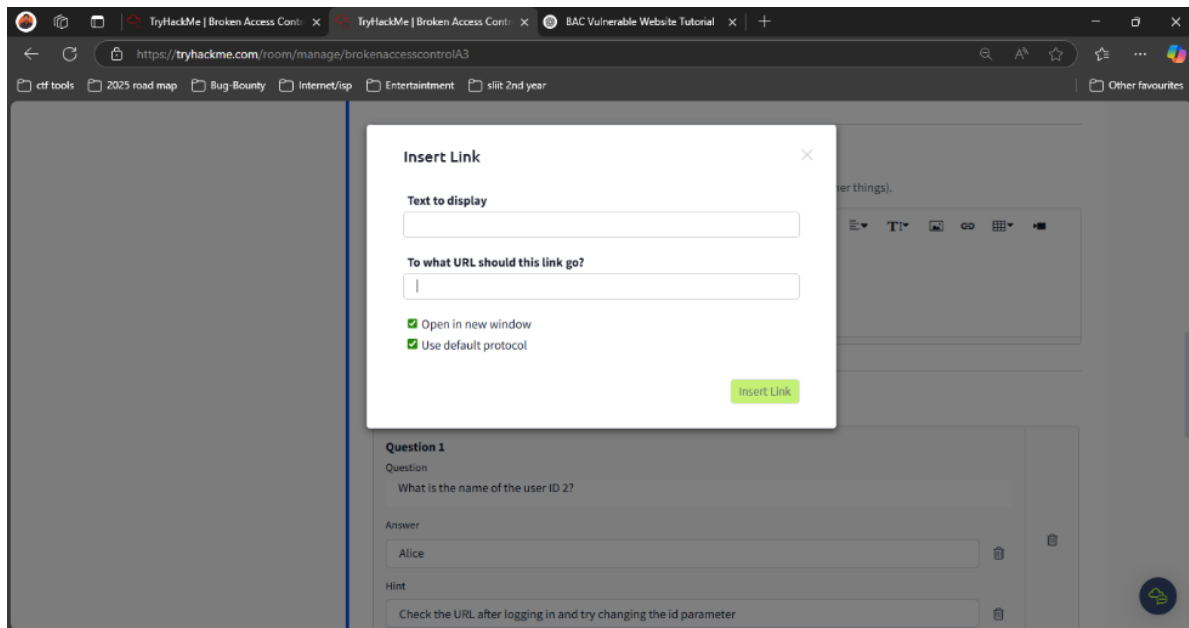 TryHackMe | Broken Access Contr
TryHackMe | Broken Access Contr
BAC Vulnerable Website Tutorial
https://tryhackme.com/room/manage/brokenaccesscontrolA3
ctf tools
2025 road map
Bug-Bounty
Internet/isp
Entertaintment
sliit 2nd year
Other favourites
Insert Link
Text to display
To what URL should this link go?
Open in new window
Use default protocol
Insert Link
her things).
Question 1
Question
What is the name of the user ID 2?
Answer
Alice
Hint
Check the URL after logging in and try changing the id parameter